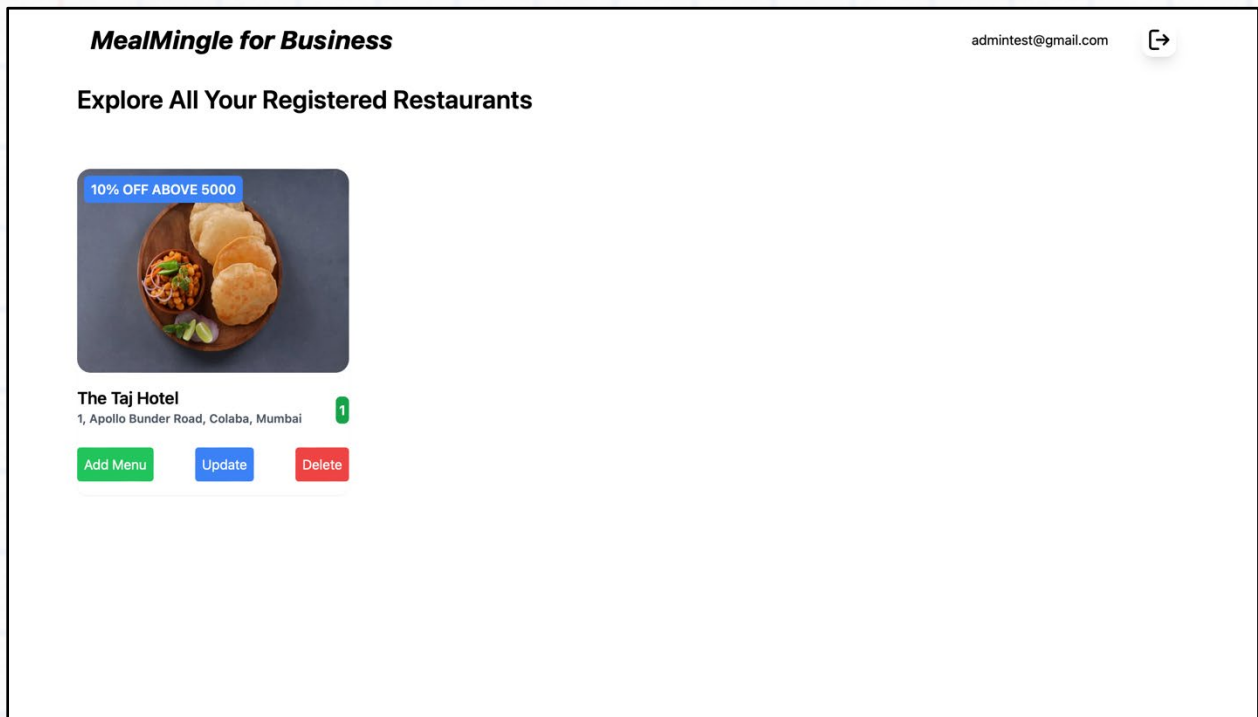 MealMingle for Business
admintest@gmail.com
Explore All Your Registered Restaurants
10% OFF ABOVE 5000
The Taj Hotel
1, Apollo Bunder Road, Colaba, Mumbai
1
Add Menu
Update
Delete